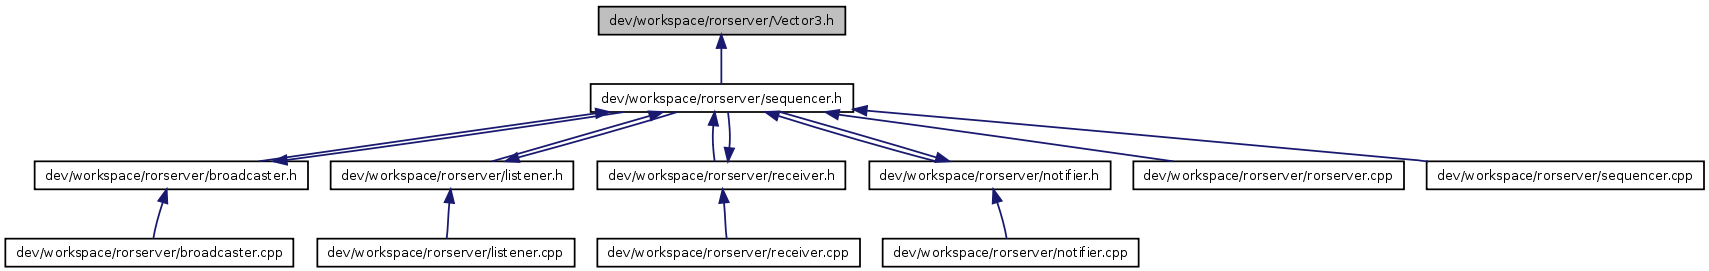 dev/workspace/rorserver/Vector3.h
dev/workspace/rorserver/sequencer.h
dev/workspace/rorserver/broadcaster.h
dev/workspace/rorserver/listener.h
dev/workspace/rorserver/receiver.h
dev/workspace/rorserver/notifier.h
dev/workspace/rorserver/rorserver.cpp
dev/workspace/rorserver/sequencer.cpp
dev/workspace/rorserver/broadcaster.cpp
dev/workspace/rorserver/listener.cpp
dev/workspace/rorserver/receiver.cpp
dev/workspace/rorserver/notifier.cpp